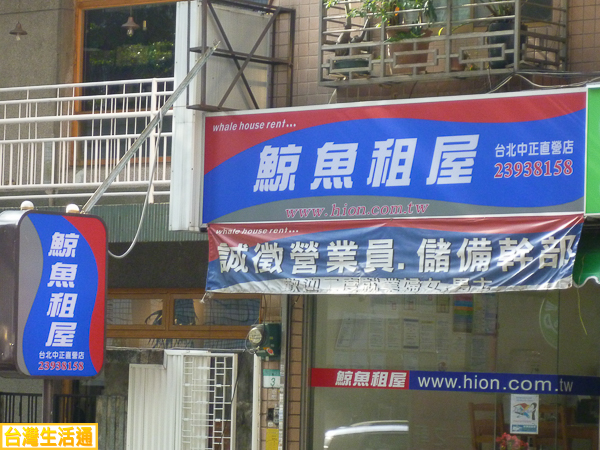 whale house rent...
鯨魚租屋
台北中正直營店
23938158
www.hion.com.tw
whale house rent...
誠徵營業員.儲備幹部
鯨魚租屋
台北中正直營店
23938158
鯨魚租屋 www.hion.com.tw
3
台灣生活通